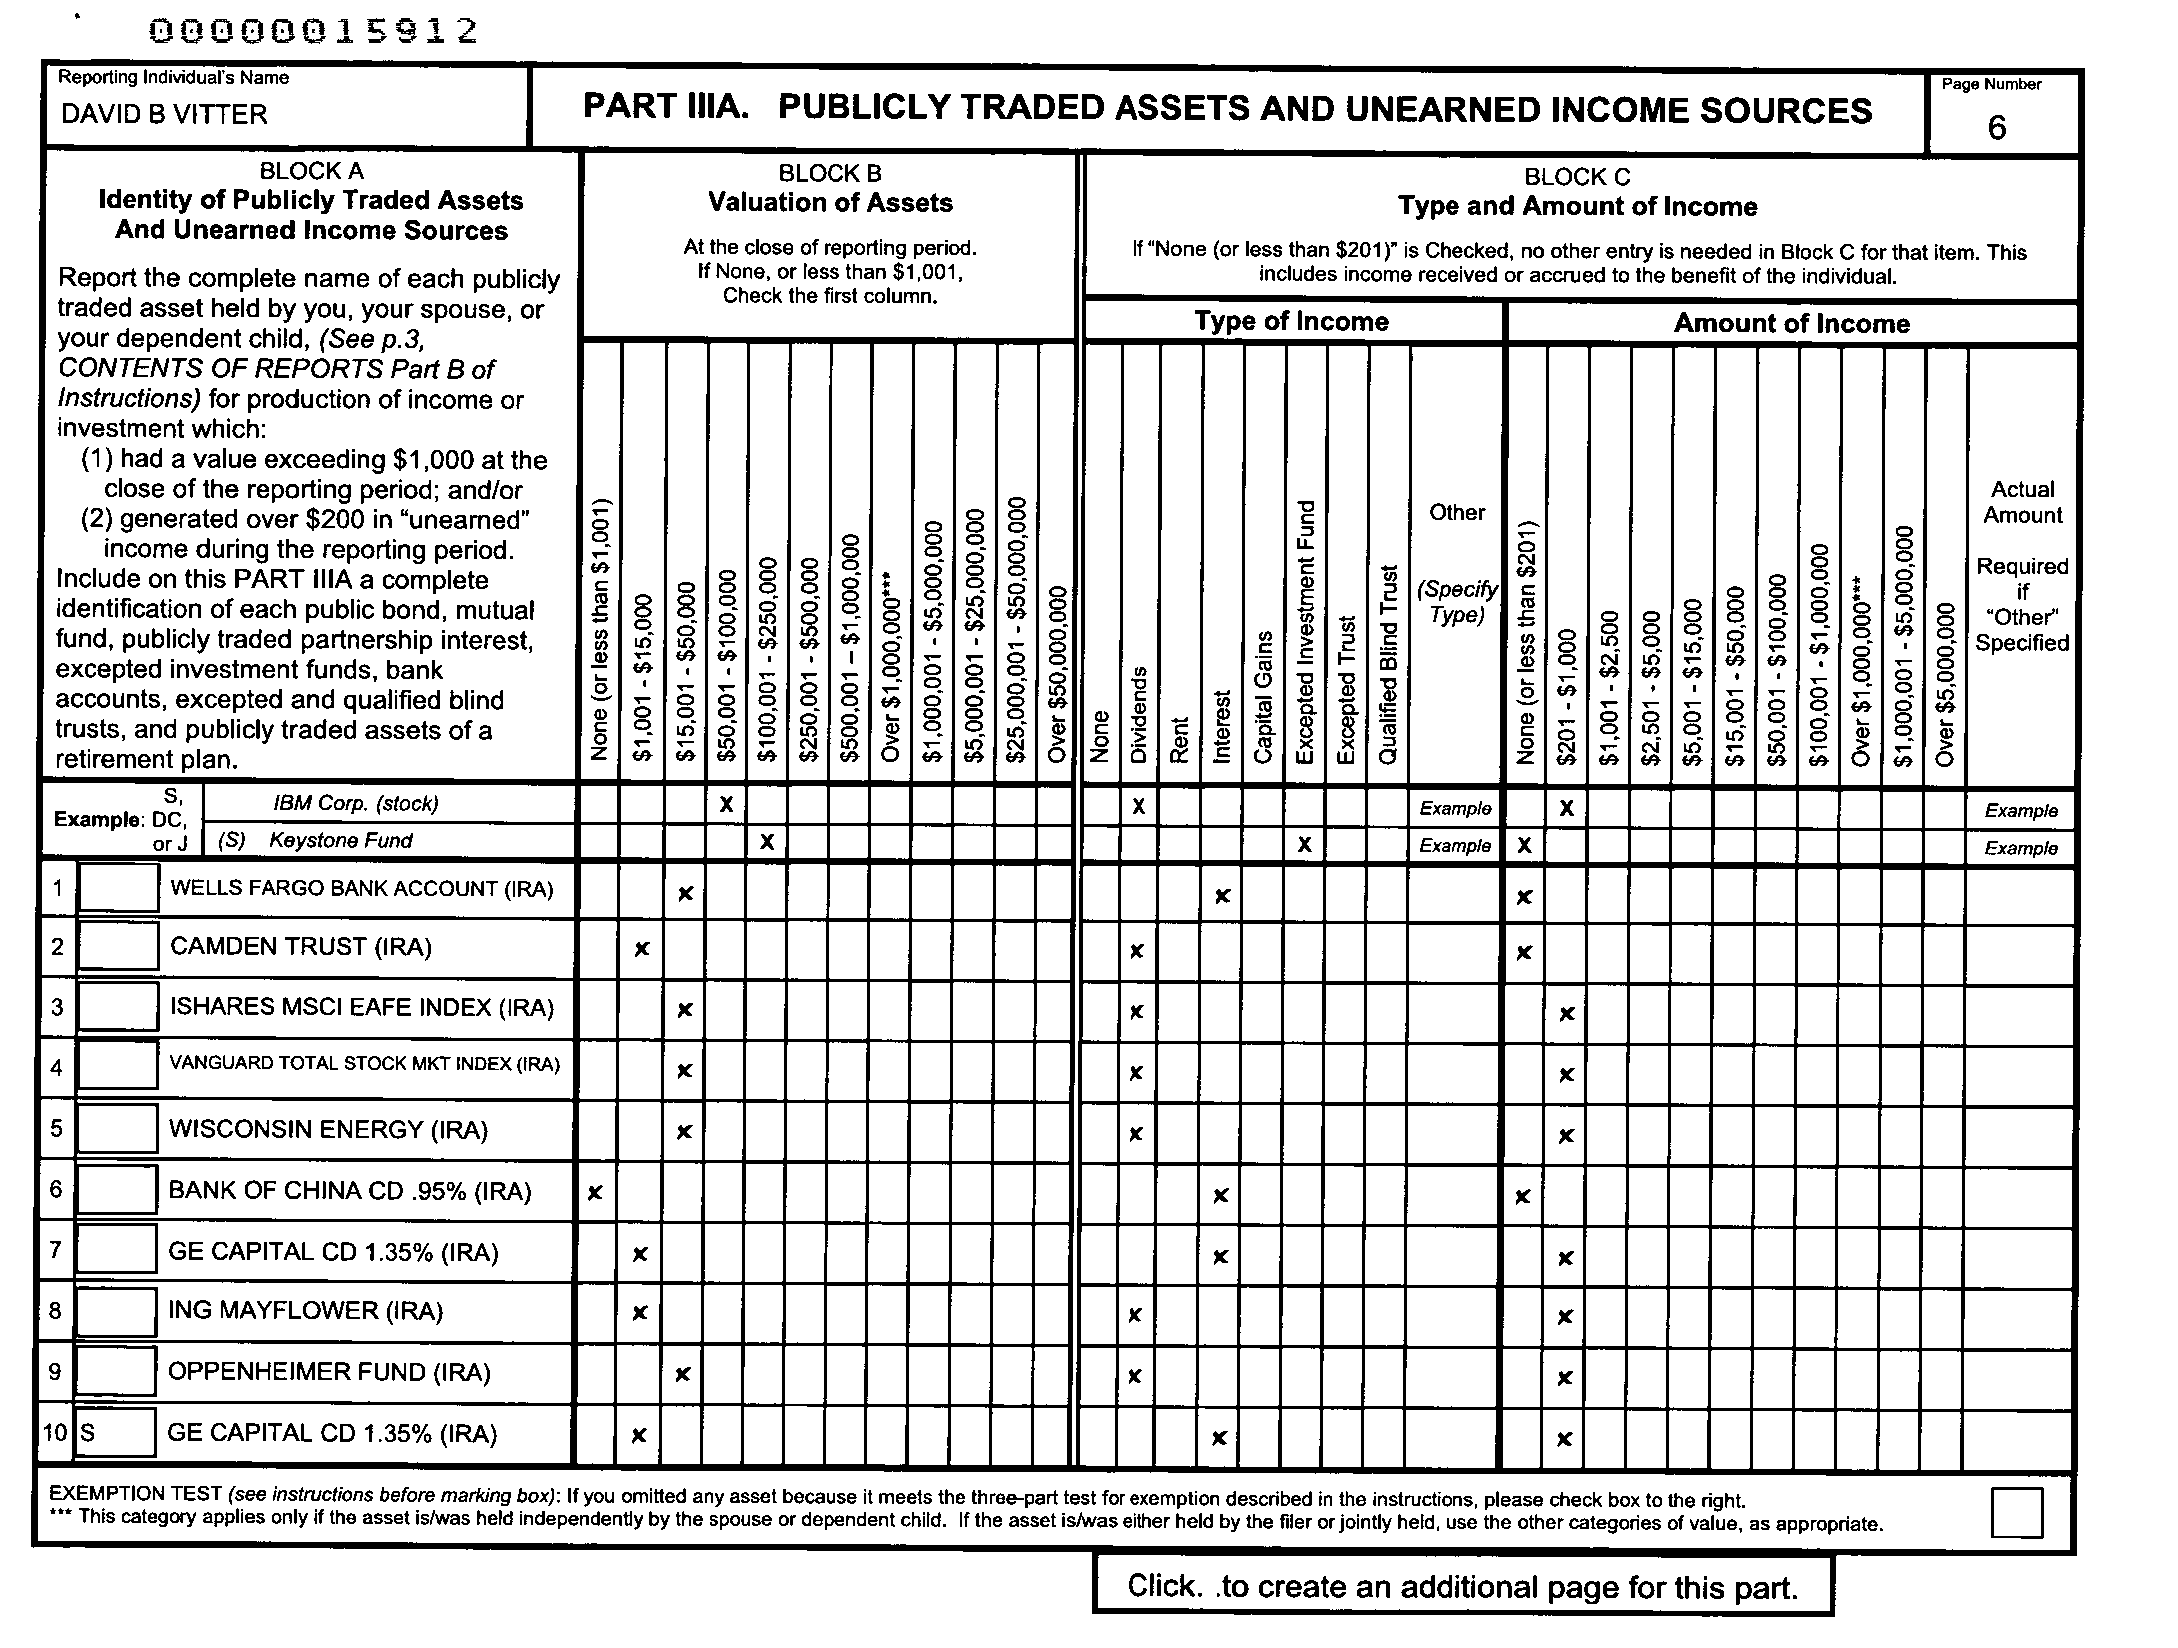 00000015912
Reporting Individual's Name
DAVID B VITTER
PART IIIA. PUBLICLY TRADED ASSETS AND UNEARNED INCOME SOURCES
Page Number
6
BLOCK A
Identity of Publicly Traded Assets
And Unearned Income Sources
Report the complete name of each publicly
traded asset held by you, your spouse, or
your dependent child, (See p.3,
CONTENTS OF REPORTS Part B of
Instructions) for production of income or
investment which:
(1) had a value exceeding $1,000 at the
close of the reporting period; and/or
(2) generated over $200 in "unearned"
income during the reporting period.
Include on this PART IIIA a complete
identification of each public bond, mutual
fund, publicly traded partnership interest,
excepted investment funds, bank
accounts, excepted and qualified blind
trusts, and publicly traded assets of a
retirement plan.
BLOCK B
Valuation of Assets
At the close of reporting period.
If None, or less than $1,001,
Check the first column.
None (or less than $1,001)
$1,001 - $15,000
$15,001 - $50,000
$50,001 - $100,000
$100,001 - $250,000
$250,001 - $500,000
$500,001 – $1,000,000
Over $1,000,000***
$1,000,001 - $5,000,000
$5,000,001 - $25,000,000
$25,000,001 - $50,000,000
Over $50,000,000
BLOCK C
Type and Amount of Income
If "None (or less than $201)" is Checked, no other entry is needed in Block C for that item. This
includes income received or accrued to the benefit of the individual.
Type of Income
None
Dividends
Rent
Interest
Capital Gains
Excepted Investment Fund
Excepted Trust
Qualified Blind Trust
Other
(Specify
Type)
Amount of Income
None (or less than $201)
$201 - $1,000
$1,001 - $2,500
$2,501 - $5,000
$5,001 - $15,000
$15,001 - $50,000
$50,001 - $100,000
$100,001 - $1,000,000
Over $1,000,000***
$1,000,001 - $5,000,000
Over $5,000,000
Actual
Amount
Required
if
"Other"
Specified
Example: S,
DC,
or J
IBM Corp. (stock) X X Example X Example
(S) Keystone Fund X X Example X Example
1 WELLS FARGO BANK ACCOUNT (IRA) x x x
2 CAMDEN TRUST (IRA) x x x
3 ISHARES MSCI EAFE INDEX (IRA) x x x
4 VANGUARD TOTAL STOCK MKT INDEX (IRA) x x x
5 WISCONSIN ENERGY (IRA) x x x
6 BANK OF CHINA CD .95% (IRA) x x x
7 GE CAPITAL CD 1.35% (IRA) x x x
8 ING MAYFLOWER (IRA) x x x
9 OPPENHEIMER FUND (IRA) x x x
10 S GE CAPITAL CD 1.35% (IRA) x x x
EXEMPTION TEST (see instructions before marking box): If you omitted any asset because it meets the three-part test for exemption described in the instructions, please check box to the right.
*** This category applies only if the asset is/was held independently by the spouse or dependent child. If the asset is/was either held by the filer or jointly held, use the other categories of value, as appropriate.
Click. .to create an additional page for this part.